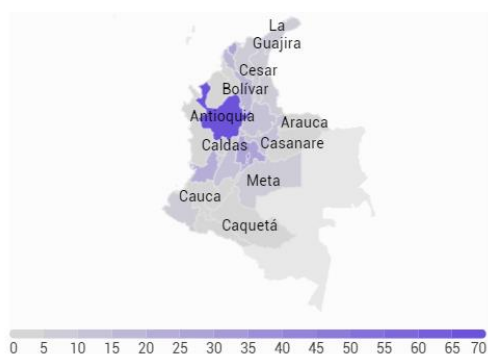 La
Guajira
Cesar
Bolívar
Antioquia
Arauca
Caldas
Casanare
Meta
Cauca
Caquetá
0 5 10 15 20 25 30 35 40 45 50 55 60 65 70